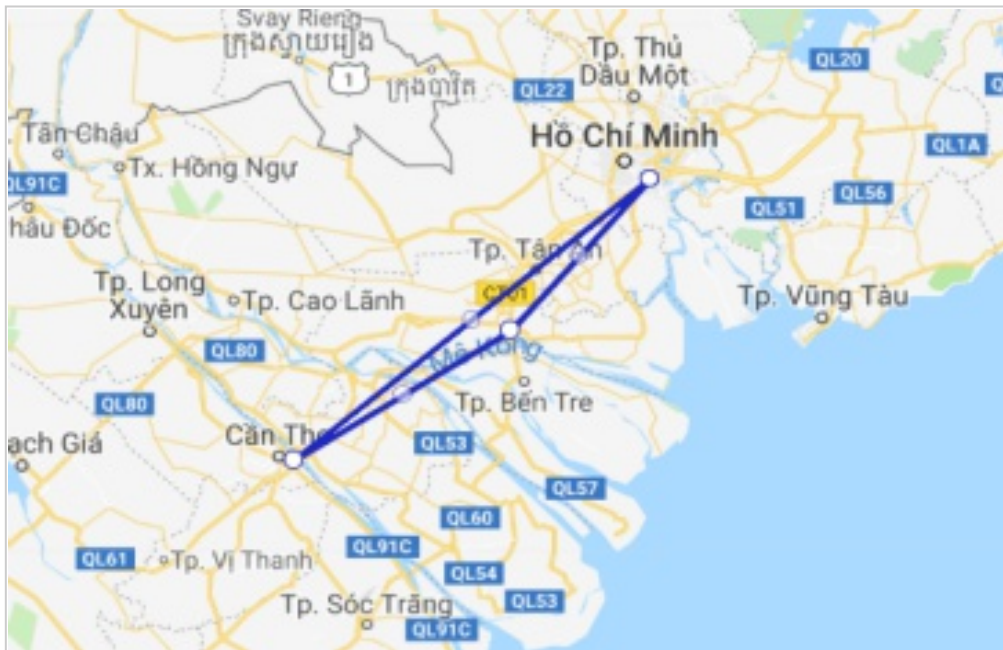 Svay Rieng
ក្រុងស្វាយរៀង
1
ក្រុងបាវិត
QL22
Tp. Thủ
Dầu Một
QL20
Hồ Chí Minh
QL1A
Tân Châu
Tx. Hồng Ngự
QL91C
hâu Đốc
QL51
QL56
Tp. Tân An
CT01
Tp. Long
Xuyên
Tp. Cao Lãnh
Tp. Vũng Tàu
QL80
Mê Kông
Tp. Bến Tre
QL80
Cần Thơ
QL53
ạch Giá
QL57
QL60
QL91C
QL61
Tp. Vị Thanh
QL54
QL53
Tp. Sóc Trăng
QL91C